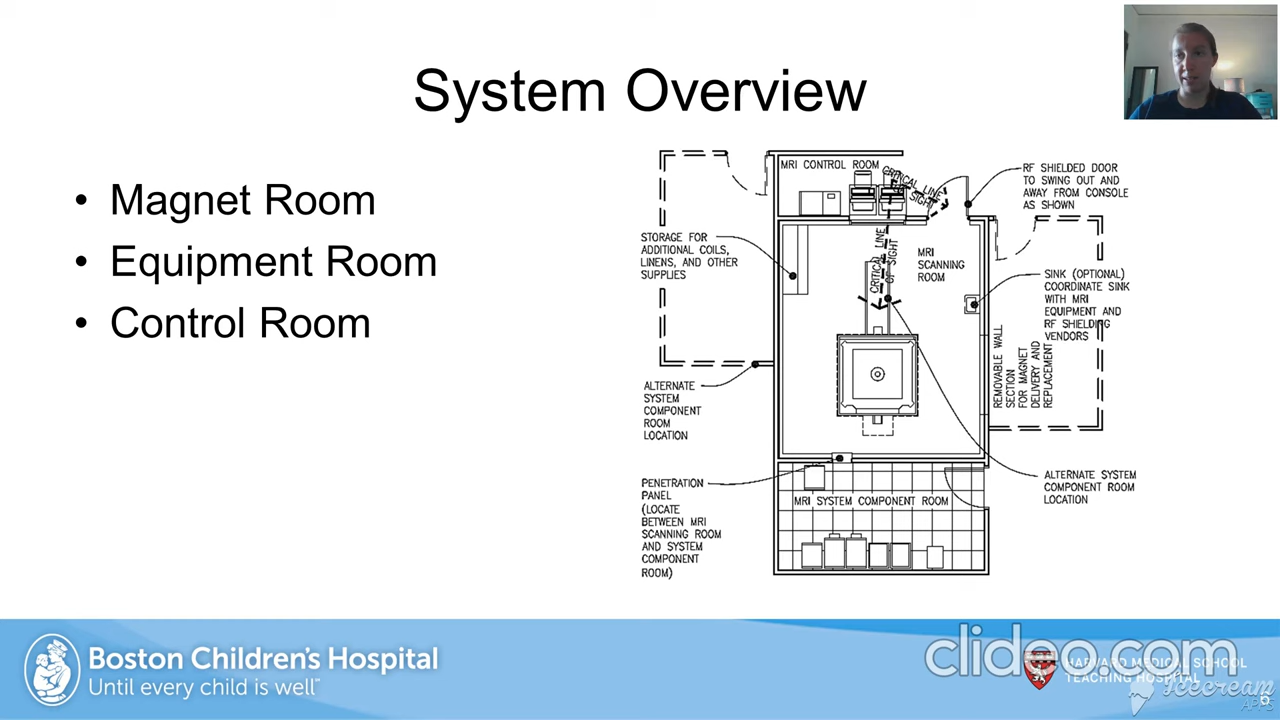 System Overview
• Magnet Room
• Equipment Room
• Control Room
MRI CONTROL ROOM
CRITICAL LINE
OF SIGHT
RF SHIELDED DOOR
TO SWING OUT AND
AWAY FROM CONSOLE
AS SHOWN
STORAGE FOR
ADDITIONAL COILS,
LINENS, AND OTHER
SUPPLIES
CRITICAL LINE
OF SIGHT
MRI
SCANNING
ROOM
SINK (OPTIONAL)
COORDINATE SINK
WITH MRI
EQUIPMENT AND
RF SHIELDING
VENDORS
REMOVABLE WALL
SECTION
FOR MAGNET
DELIVERY AND
REPLACEMENT
ALTERNATE
SYSTEM
COMPONENT
ROOM
LOCATION
PENETRATION
PANEL
(LOCATE
BETWEEN MRI
SCANNING ROOM
AND SYSTEM
COMPONENT
ROOM)
MRI SYSTEM COMPONENT ROOM
ALTERNATE SYSTEM
COMPONENT ROOM
LOCATION
Boston Children's Hospital
Until every child is well™
HARVARD MEDICAL SCHOOL
TEACHING HOSPITAL
clideo.com
Icecream
APPS